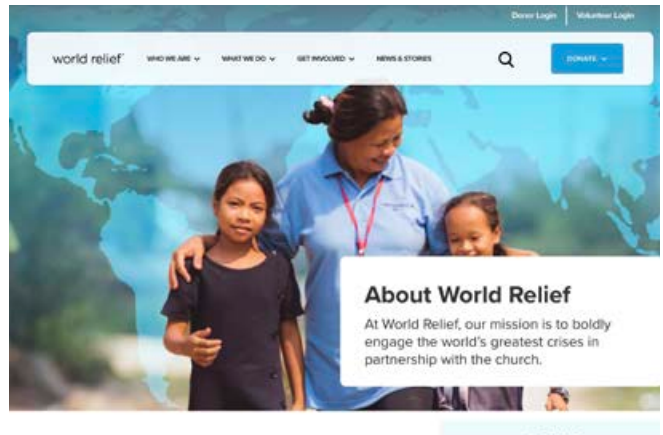 Donor Login Volunteer Login
world relief WHO WE ARE WHAT WE DO GET INVOLVED NEWS & STORIES DONATE
About World Relief
At World Relief, our mission is to boldly
engage the world's greatest crises in
partnership with the church.